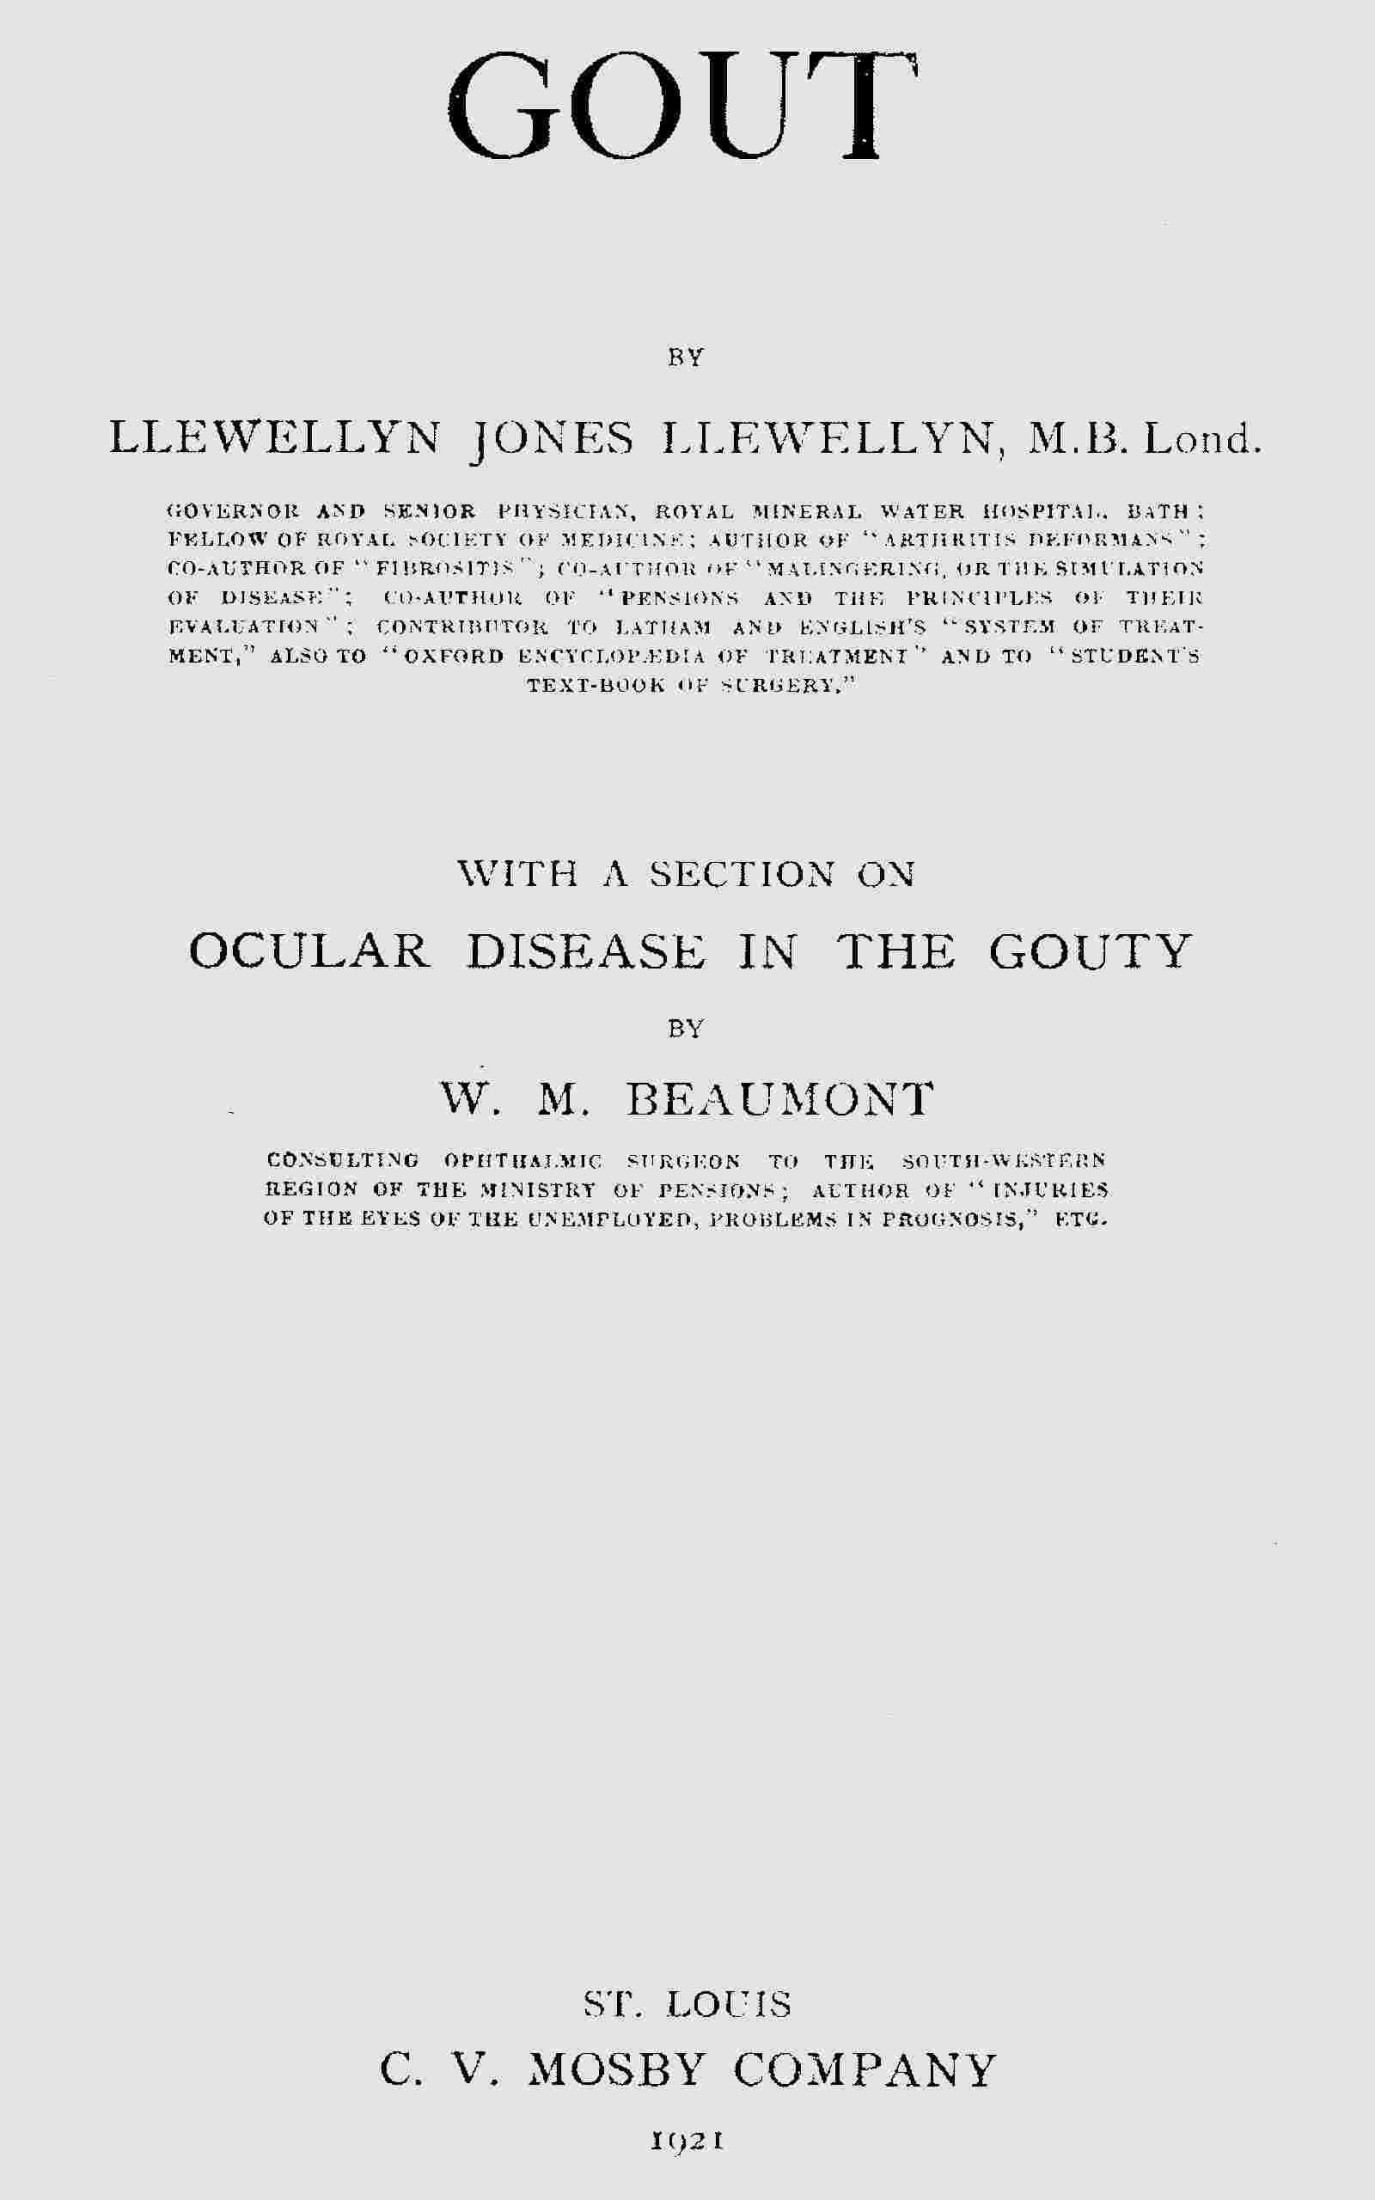 GOUT
BY
LLEWELLYN JONES LLEWELLYN, M.B. Lond.
GOVERNOR AND SENIOR PHYSICIAN, ROYAL MINERAL WATER HOSPITAL, BATH;
FELLOW OF ROYAL SOCIETY OF MEDICINE; AUTHOR OF "ARTHRITIS DEFORMANS";
CO-AUTHOR OF "FIBROSITIS"; CO-AUTHOR OF "MALINGERING, OR THE SIMULATION
OF DISEASE"; CO-AUTHOR OF "PENSIONS AND THE PRINCIPLES OF THEIR
EVALUATION"; CONTRIBUTOR TO LATHAM AND ENGLISH'S "SYSTEM OF TREAT-
MENT," ALSO TO "OXFORD ENCYCLOPÆDIA OF TREATMENT" AND TO "STUDENT'S
TEXT-BOOK OF SURGERY."
WITH A SECTION ON
OCULAR DISEASE IN THE GOUTY
BY
W. M. BEAUMONT
CONSULTING OPHTHALMIC SURGEON TO THE SOUTH-WESTERN
REGION OF THE MINISTRY OF PENSIONS; AUTHOR OF "INJURIES
OF THE EYES OF THE UNEMPLOYED, PROBLEMS IN PROGNOSIS," ETC.
ST. LOUIS
C. V. MOSBY COMPANY
1921